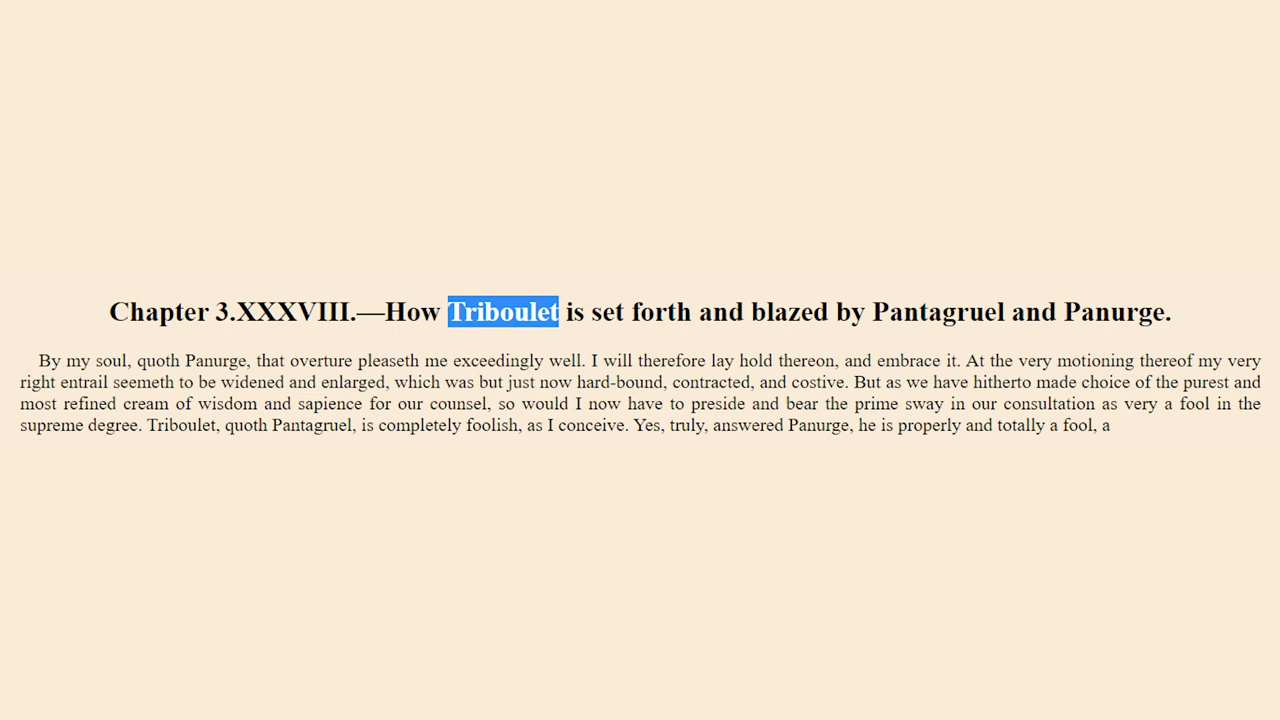 Chapter 3.XXXVIII.—How Triboulet is set forth and blazed by Pantagruel and Panurge.
By my soul, quoth Panurge, that overture pleaseth me exceedingly well. I will therefore lay hold thereon, and embrace it. At the very motioning thereof my very
right entrail seemeth to be widened and enlarged, which was but just now hard-bound, contracted, and costive. But as we have hitherto made choice of the purest and
most refined cream of wisdom and sapience for our counsel, so would I now have to preside and bear the prime sway in our consultation as very a fool in the
supreme degree. Triboulet, quoth Pantagruel, is completely foolish, as I conceive. Yes, truly, answered Panurge, he is properly and totally a fool, a